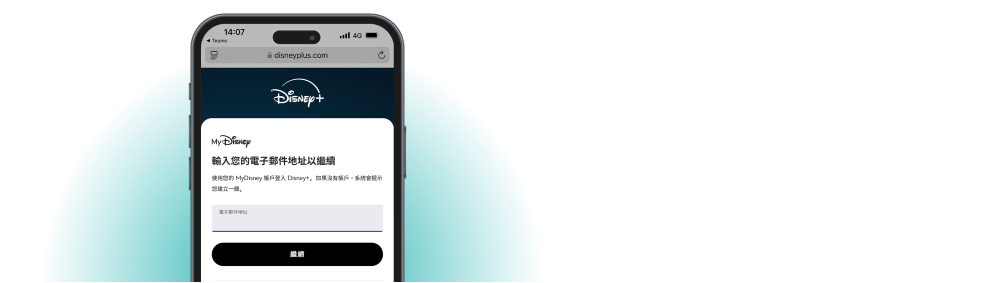 14:07
4G
◀ Teams
disneyplus.com
Disney+
My Disney
輸入您的電子郵件地址以繼續
使用您的 MyDisney 帳戶登入 Disney+。如果沒有帳戶，系統會提示
您建立一個。
電子郵件地址
繼續